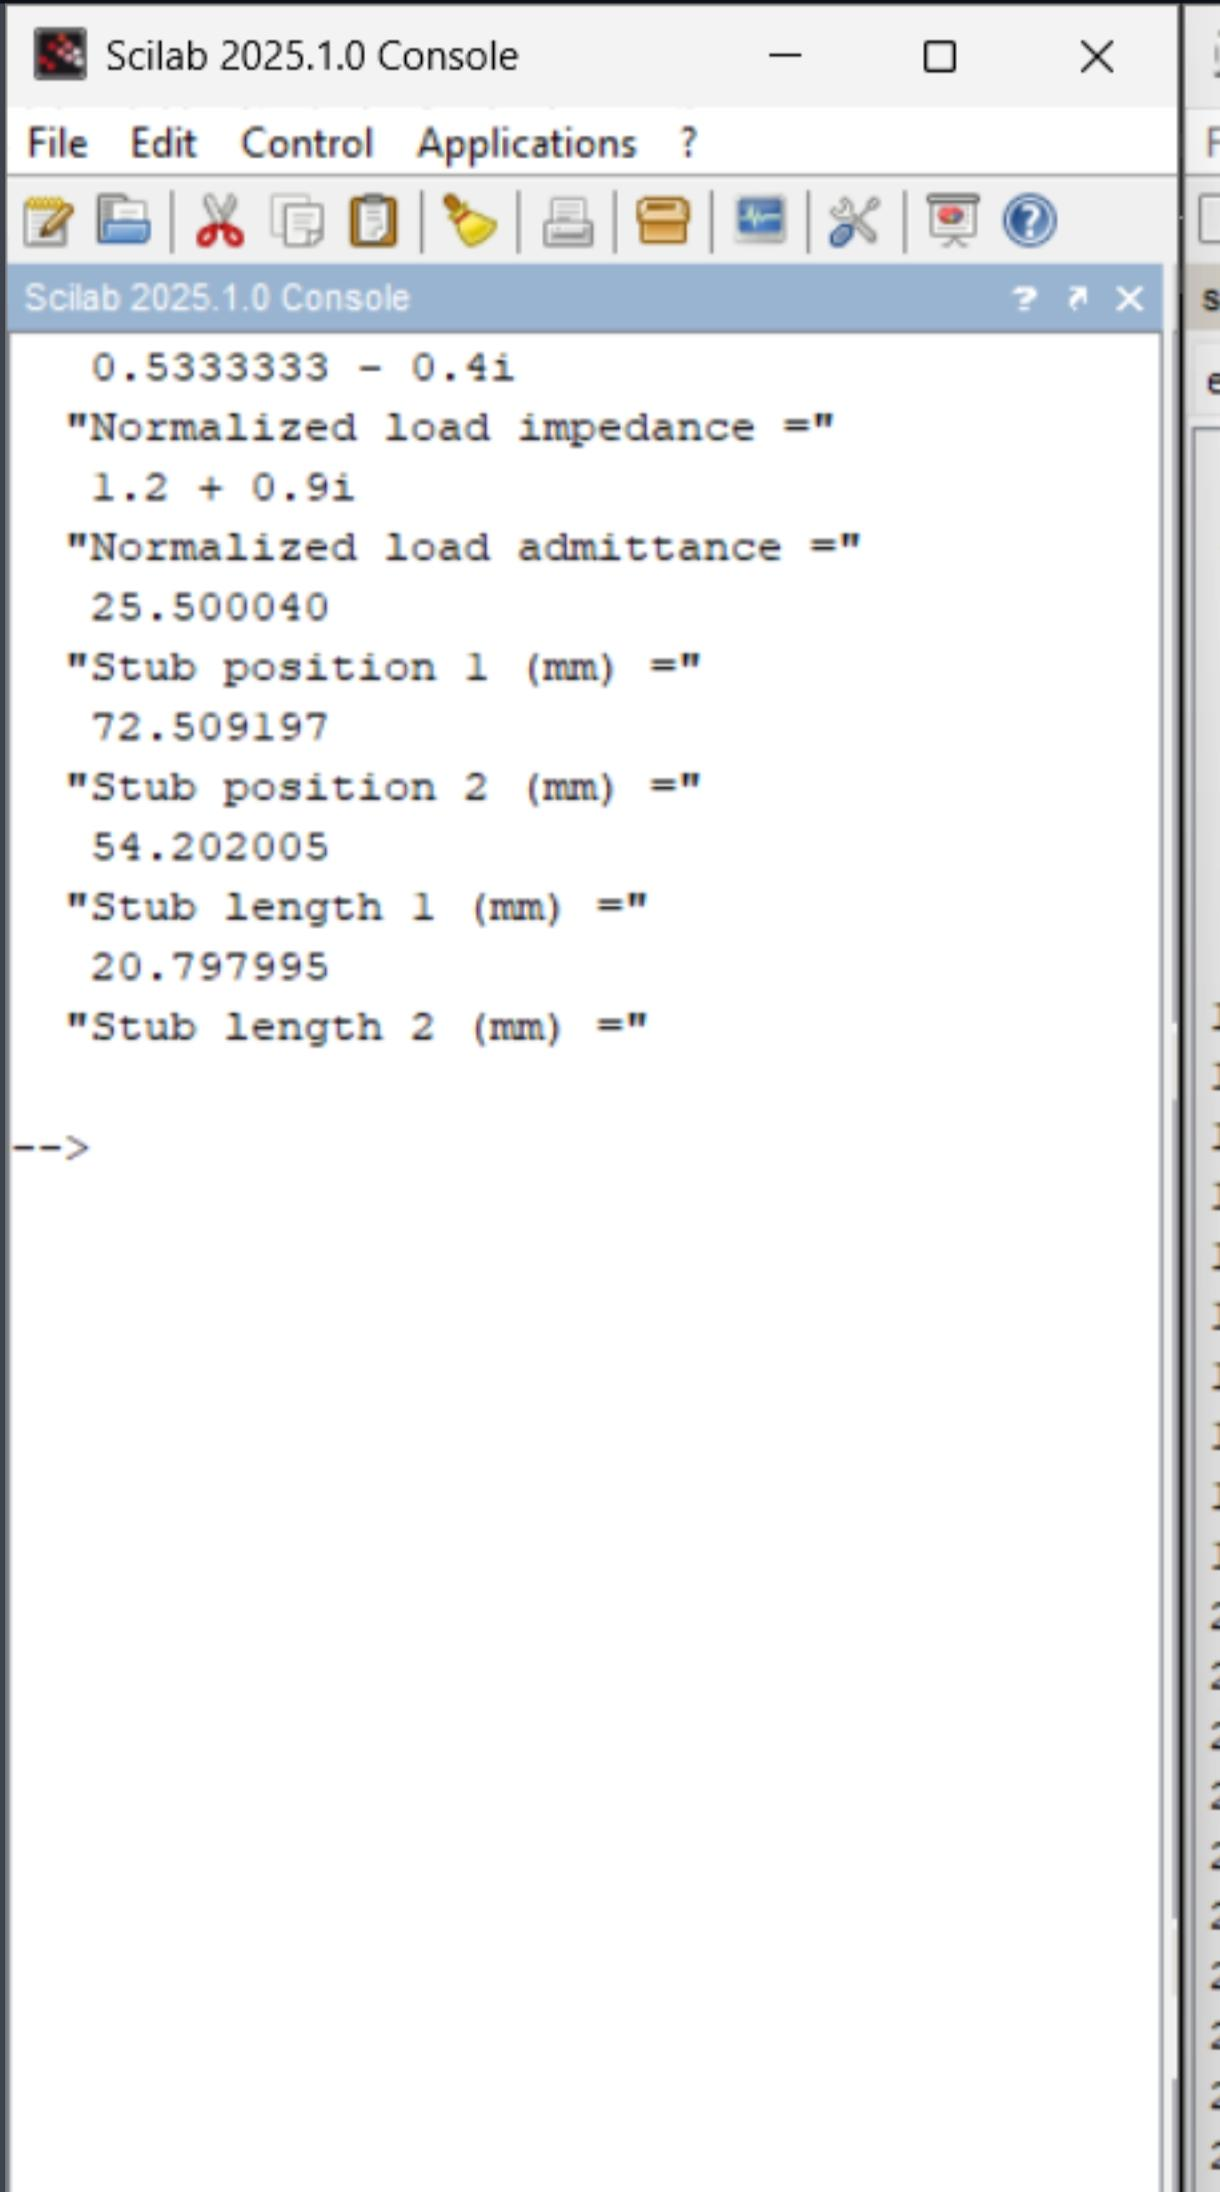 Scilab 2025.1.0 Console
File Edit Control Applications ?
Scilab 2025.1.0 Console
0.5333333 - 0.4i
"Normalized load impedance ="
1.2 + 0.9i
"Normalized load admittance ="
25.500040
"Stub position 1 (mm) ="
72.509197
"Stub position 2 (mm) ="
54.202005
"Stub length 1 (mm) ="
20.797995
"Stub length 2 (mm) ="
-->